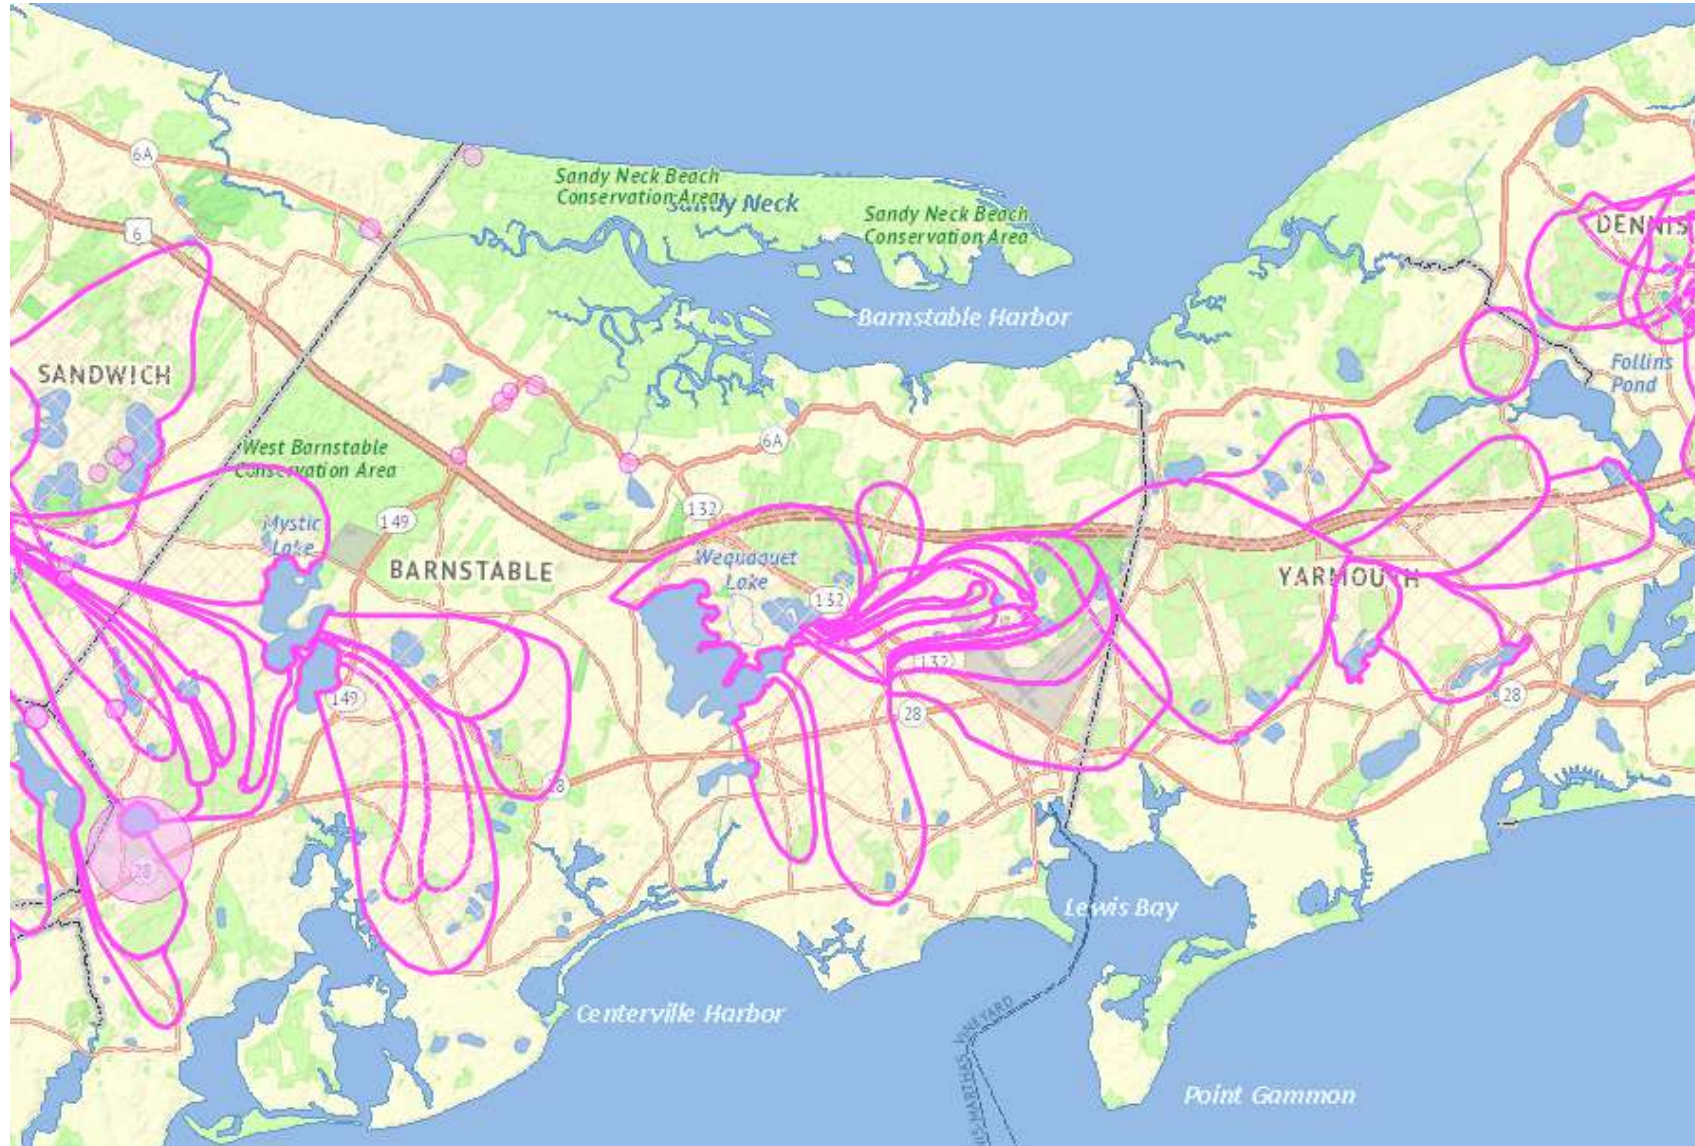 6A
Sandy Neck Beach
Conservation Area
Sandy Neck
Sandy Neck Beach
Conservation Area
DENNIS
6
Barnstable Harbor
SANDWICH
Follins
Pond
6A
West Barnstable
Conservation Area
132
149
Mystic
Lake
Wequaquet
Lake
BARNSTABLE
YARMOUTH
132
132
149
28
28
28
28
Lewis Bay
Centerville Harbor
VINEYARD
MARTHAS
Point Gammon